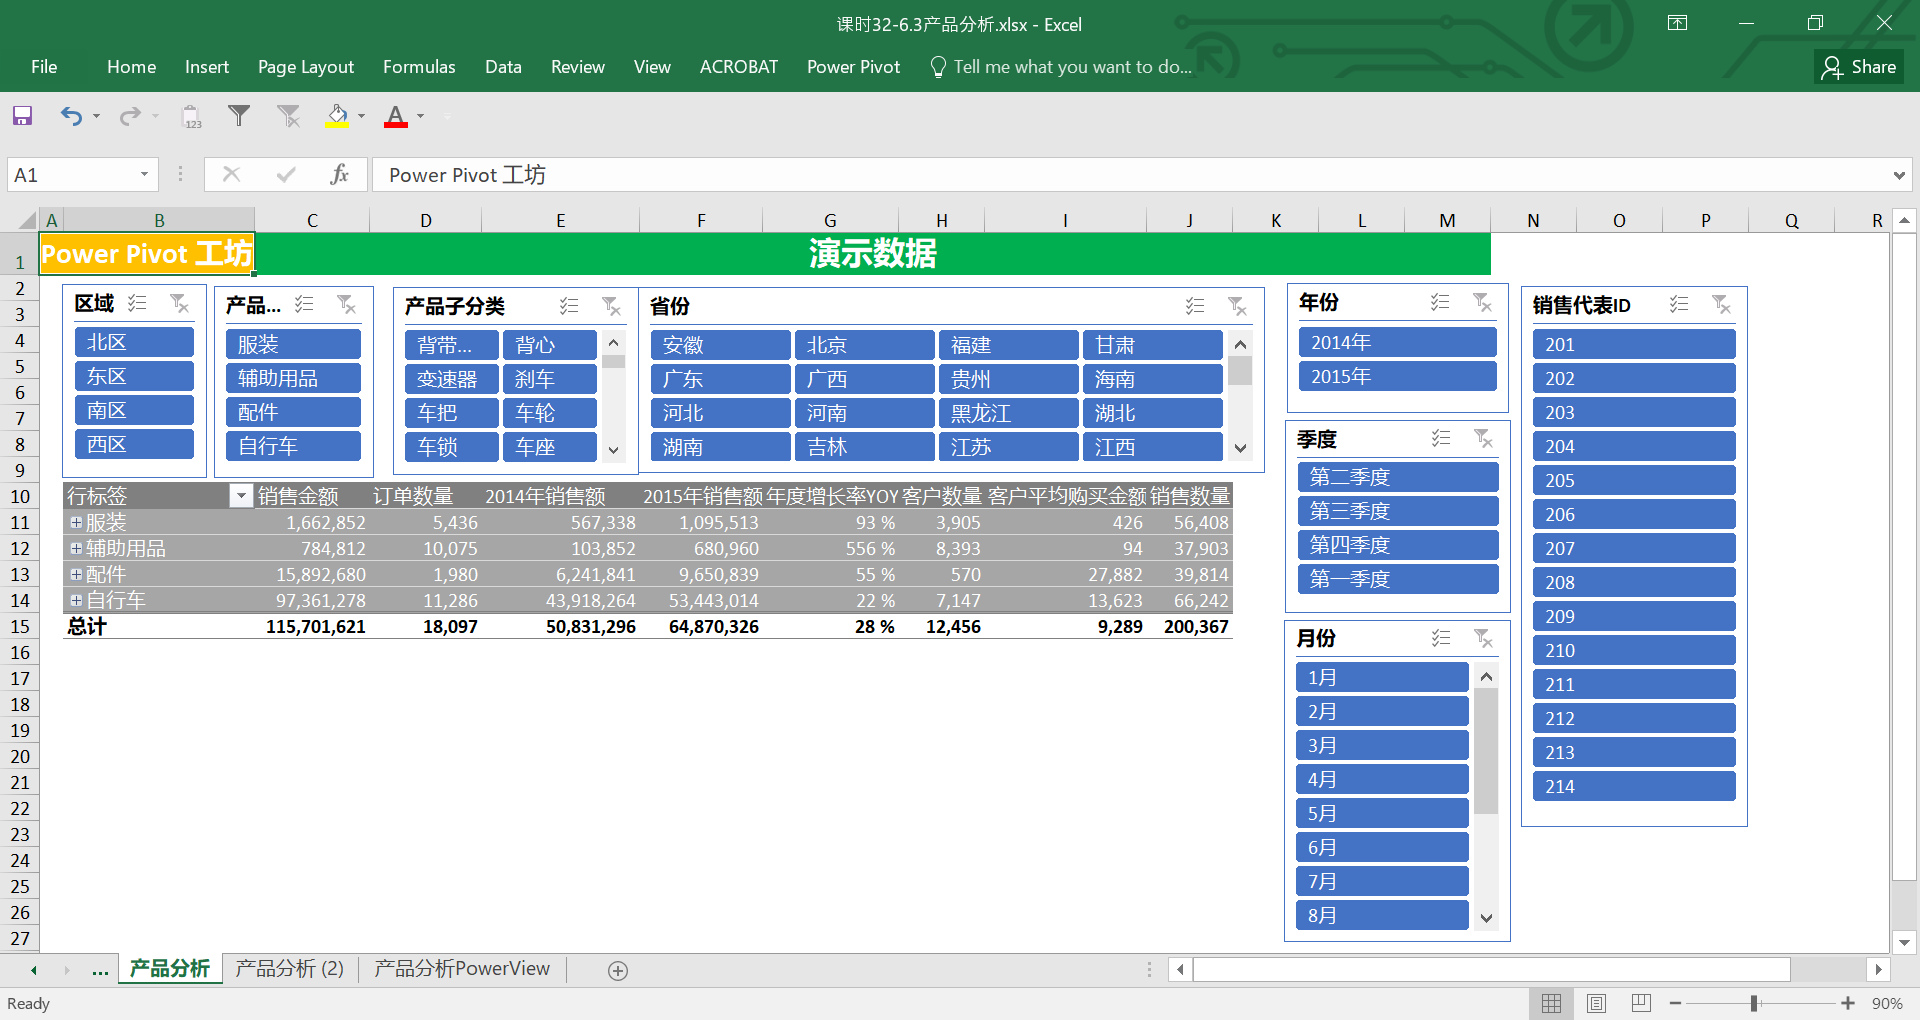 课时32-6.3产品分析.xlsx - Excel
File Home Insert Page Layout Formulas Data Review View ACROBAT Power Pivot Tell me what you want to do... Share
123 A
A1 fx Power Pivot 工坊
A B C D E F G H I J K L M N O P Q R
1 Power Pivot 工坊 演示数据
2
3
4
5
6
7
8
9
区域
北区
东区
南区
西区
产品...
服装
辅助用品
配件
自行车
产品子分类
背带... 背心
变速器 刹车
车把 车轮
车锁 车座
省份
安徽 北京 福建 甘肃
广东 广西 贵州 海南
河北 河南 黑龙江 湖北
湖南 吉林 江苏 江西
年份
2014年
2015年
季度
第二季度
第三季度
第四季度
第一季度
月份
1月
2月
3月
4月
5月
6月
7月
8月
销售代表ID
201
202
203
204
205
206
207
208
209
210
211
212
213
214
10 行标签 销售金额 订单数量 2014年销售额 2015年销售额 年度增长率YOY 客户数量 客户平均购买金额 销售数量
11 服装 1,662,852 5,436 567,338 1,095,513 93 % 3,905 426 56,408
12 辅助用品 784,812 10,075 103,852 680,960 556 % 8,393 94 37,903
13 配件 15,892,680 1,980 6,241,841 9,650,839 55 % 570 27,882 39,814
14 自行车 97,361,278 11,286 43,918,264 53,443,014 22 % 7,147 13,623 66,242
15 总计 115,701,621 18,097 50,831,296 64,870,326 28 % 12,456 9,289 200,367
16
17
18
19
20
21
22
23
24
25
26
27
... 产品分析 产品分析 (2) 产品分析PowerView
Ready 90%